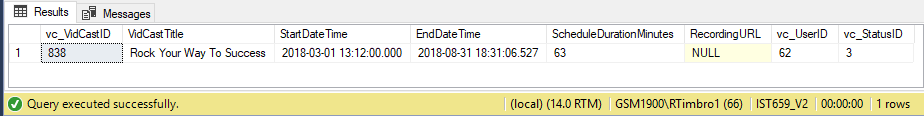 Results Messages
vc_VidCastID VidCastTitle StartDateTime EndDateTime ScheduleDurationMinutes RecordingURL vc_UserID vc_StatusID
1 838 Rock Your Way To Success 2018-03-01 13:12:00.000 2018-08-31 18:31:06.527 63 NULL 62 3
Query executed successfully. (local) (14.0 RTM) GSM1900\RTimbro1 (66) IST659_V2 00:00:00 1 rows